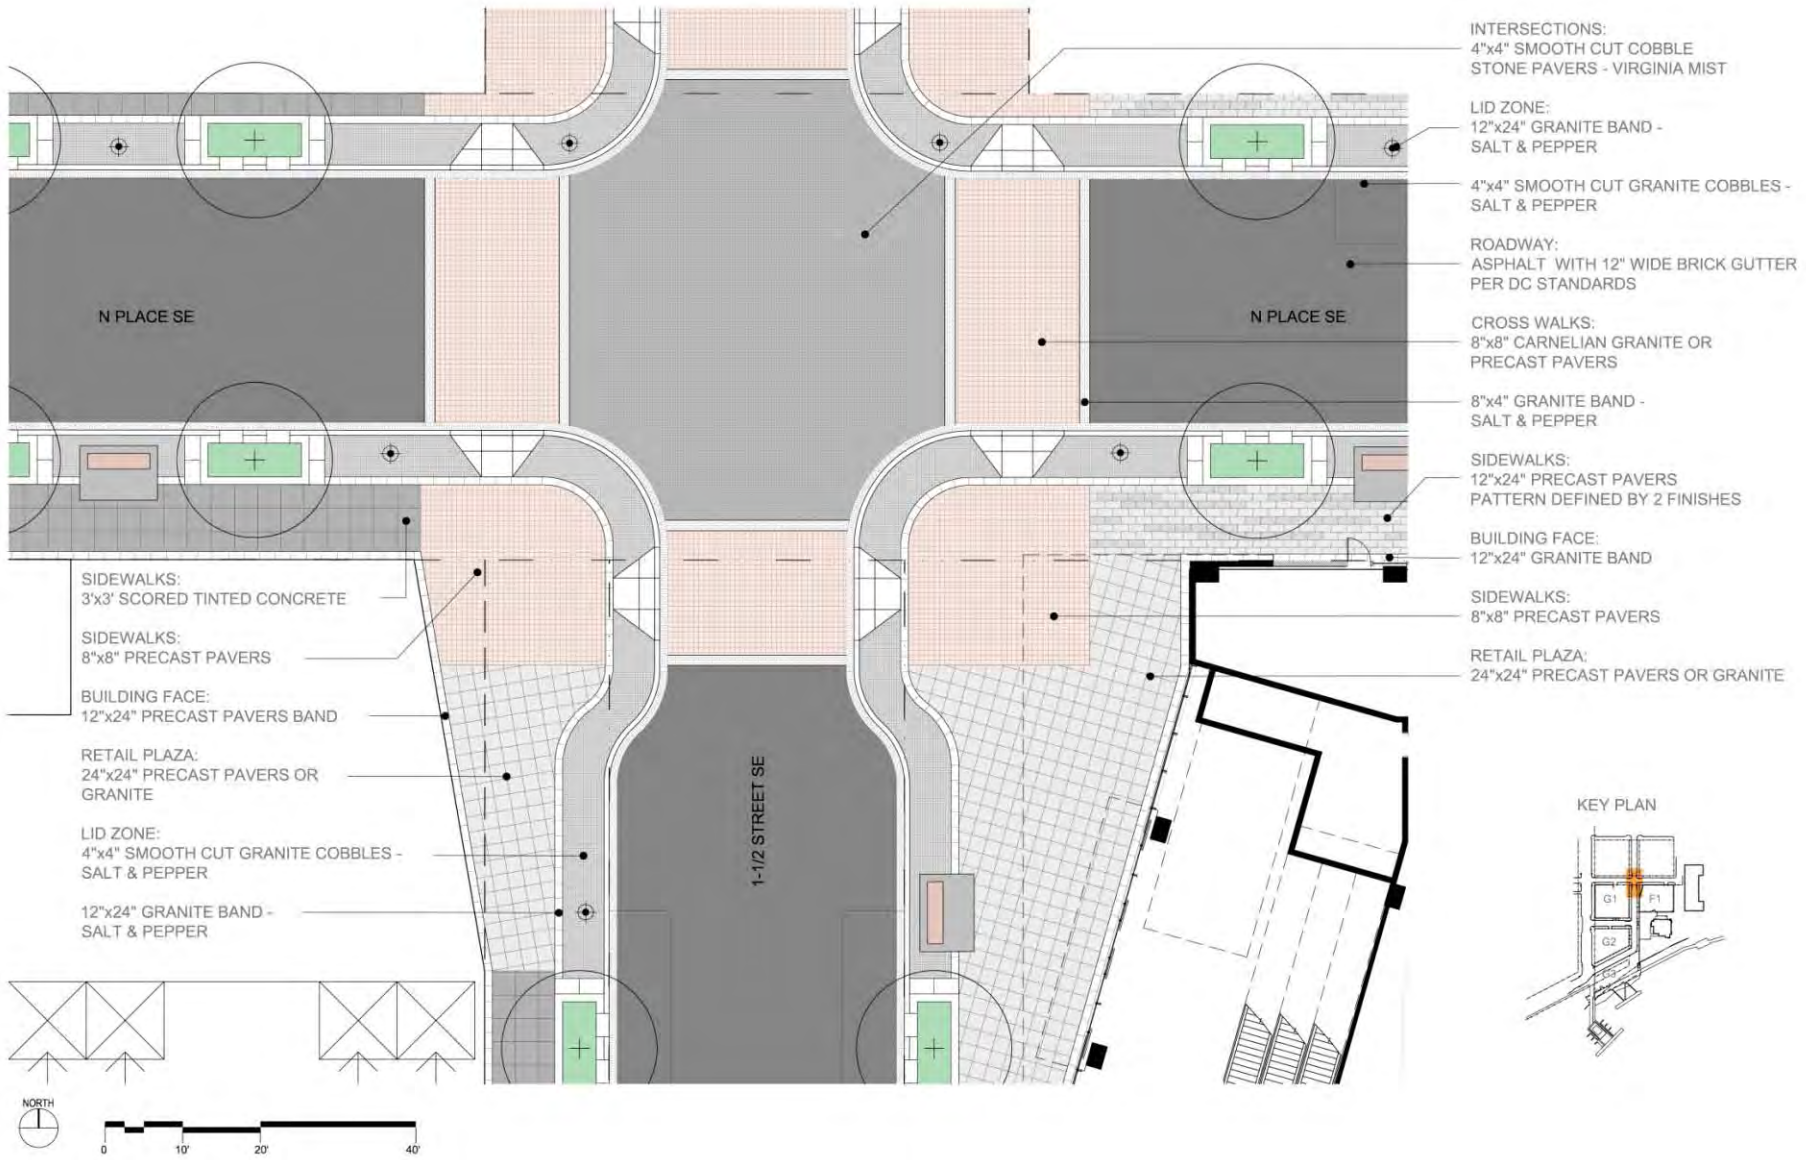 INTERSECTIONS:
4"x4" SMOOTH CUT COBBLE
STONE PAVERS - VIRGINIA MIST
LID ZONE:
12"x24" GRANITE BAND -
SALT & PEPPER
4"x4" SMOOTH CUT GRANITE COBBLES -
SALT & PEPPER
ROADWAY:
ASPHALT WITH 12" WIDE BRICK GUTTER
PER DC STANDARDS
N PLACE SE
N PLACE SE
CROSS WALKS:
8"x8" CARNELIAN GRANITE OR
PRECAST PAVERS
8"x4" GRANITE BAND -
SALT & PEPPER
SIDEWALKS:
12"x24" PRECAST PAVERS
PATTERN DEFINED BY 2 FINISHES
BUILDING FACE:
12"x24" GRANITE BAND
SIDEWALKS:
8"x8" PRECAST PAVERS
RETAIL PLAZA:
24"x24" PRECAST PAVERS OR GRANITE
SIDEWALKS:
3'x3' SCORED TINTED CONCRETE
SIDEWALKS:
8"x8" PRECAST PAVERS
BUILDING FACE:
12"x24" PRECAST PAVERS BAND
RETAIL PLAZA:
24"x24" PRECAST PAVERS OR
GRANITE
LID ZONE:
4"x4" SMOOTH CUT GRANITE COBBLES -
SALT & PEPPER
12"x24" GRANITE BAND -
SALT & PEPPER
1-1/2 STREET SE
KEY PLAN
G1
F1
G2
G3
NORTH
0 10' 20' 40'